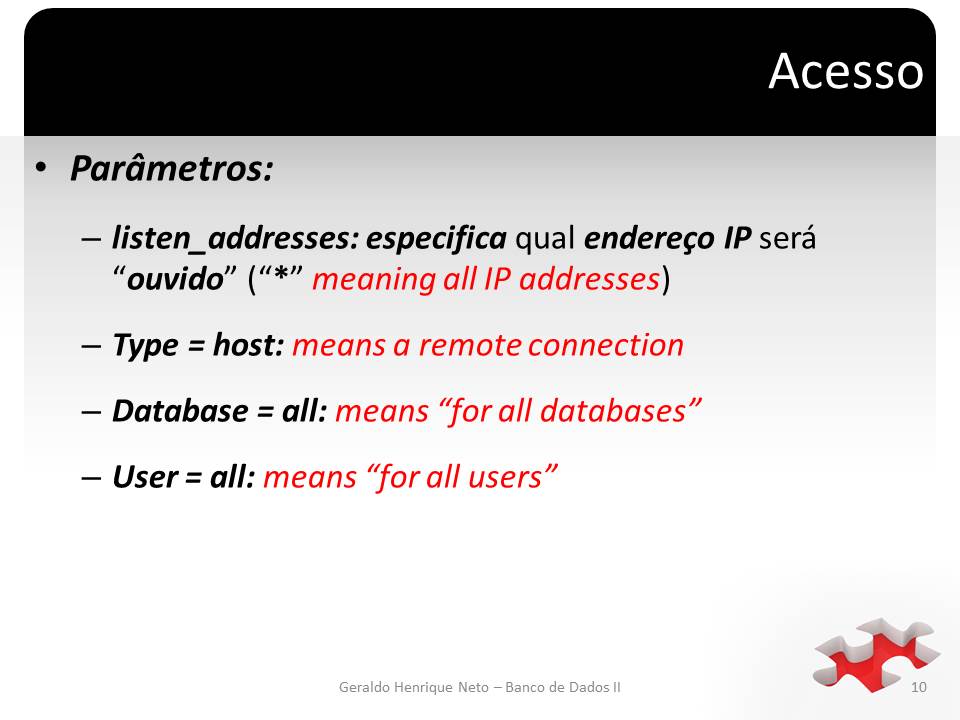 Acesso
• Parâmetros:
– listen_addresses: especifica qual endereço IP será
“ouvido” (“*” meaning all IP addresses)
– Type = host: means a remote connection
– Database = all: means “for all databases”
– User = all: means “for all users”
Geraldo Henrique Neto – Banco de Dados II
10